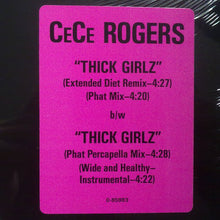 CeCe ROGERS
"THICK GIRLZ"
(Extended Diet Remix–4:27)
(Phat Mix–4:20)
b/w
"THICK GIRLZ"
(Phat Percapella Mix–4:28)
(Wide and Healthy–
Instrumental–4:22)
0-85983